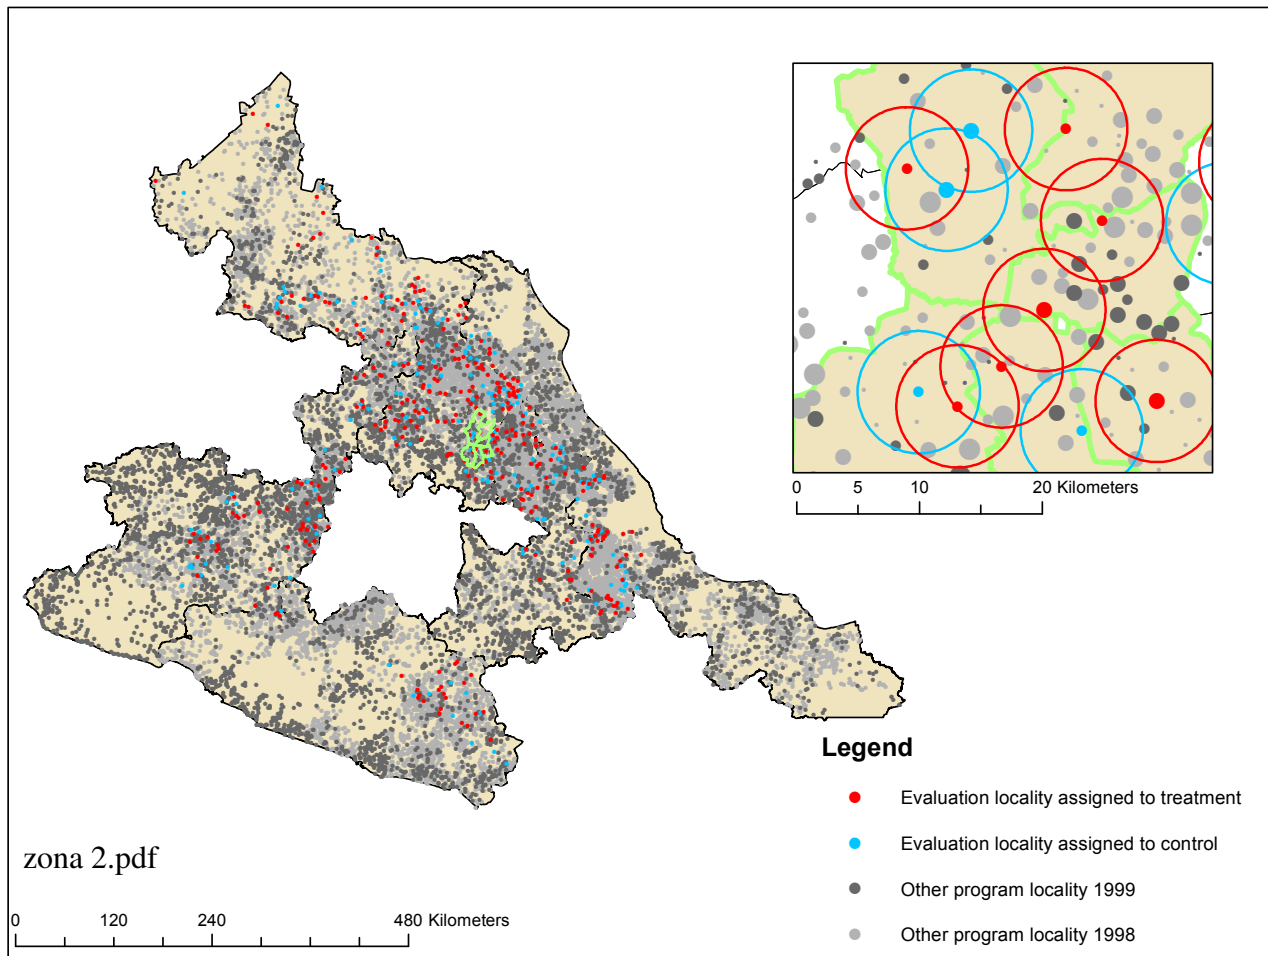 0 5 10 20 Kilometers
Legend
Evaluation locality assigned to treatment
Evaluation locality assigned to control
Other program locality 1999
Other program locality 1998
zona 2.pdf
0 120 240 480 Kilometers